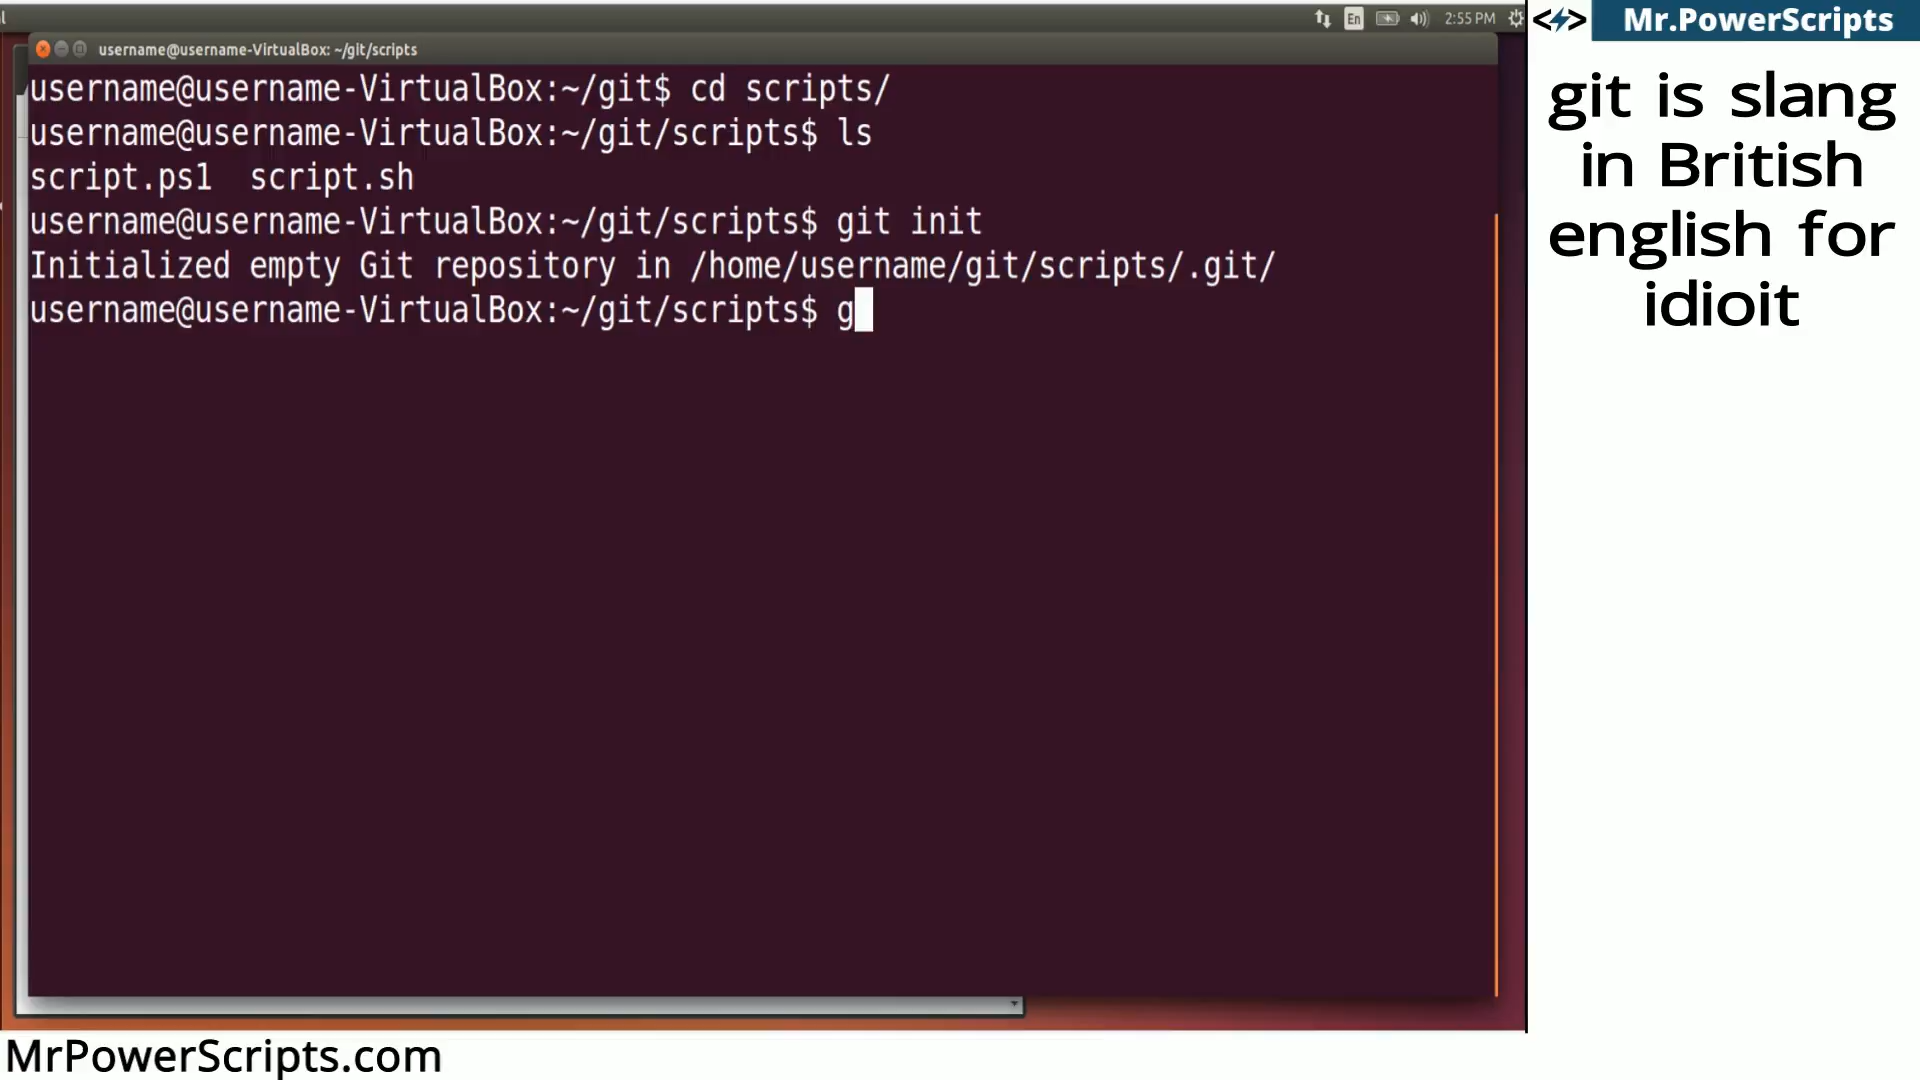 En 2:55 PM
Mr.PowerScripts
username@username-VirtualBox: ~/git/scripts
username@username-VirtualBox:~/git$ cd scripts/
username@username-VirtualBox:~/git/scripts$ ls
script.ps1  script.sh
username@username-VirtualBox:~/git/scripts$ git init
Initialized empty Git repository in /home/username/git/scripts/.git/
username@username-VirtualBox:~/git/scripts$ g
git is slang
in British
english for
idioit
MrPowerScripts.com